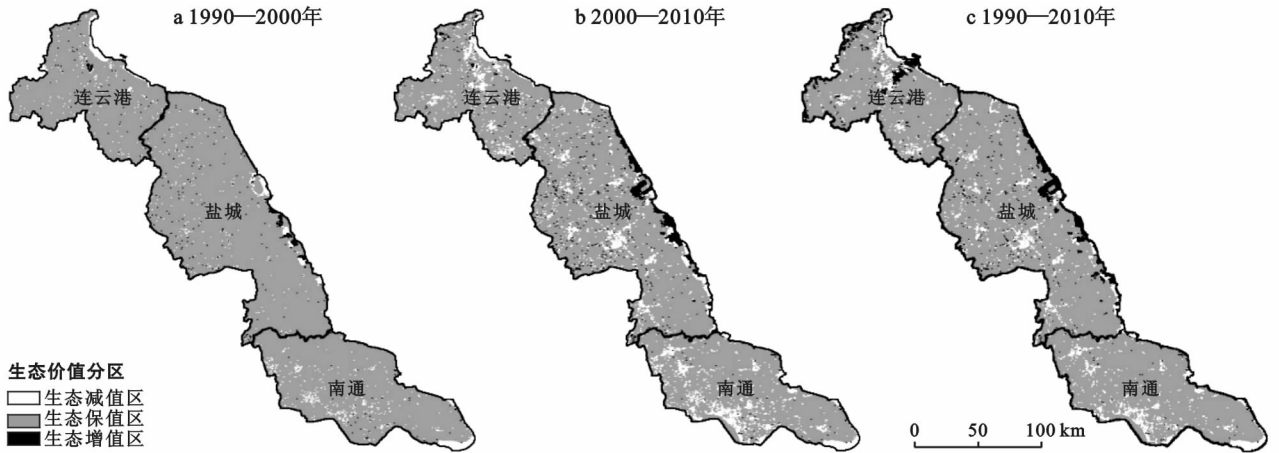 a 1990—2000年
b 2000—2010年
c 1990—2010年
连云港
连云港
连云港
盐城
盐城
盐城
南通
南通
南通
生态价值分区
生态减值区
生态保值区
生态增值区
0 50 100 km